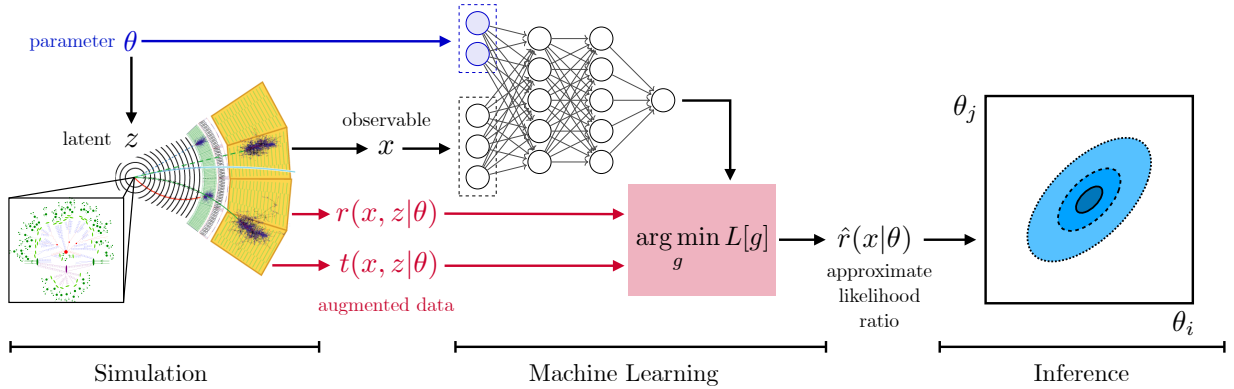 parameter θ
latent z
observable
x
r(x, z|θ)
t(x, z|θ)
augmented data
arg min L[g]
g
r̂(x|θ)
approximate
likelihood
ratio
θj
θi
Simulation
Machine Learning
Inference